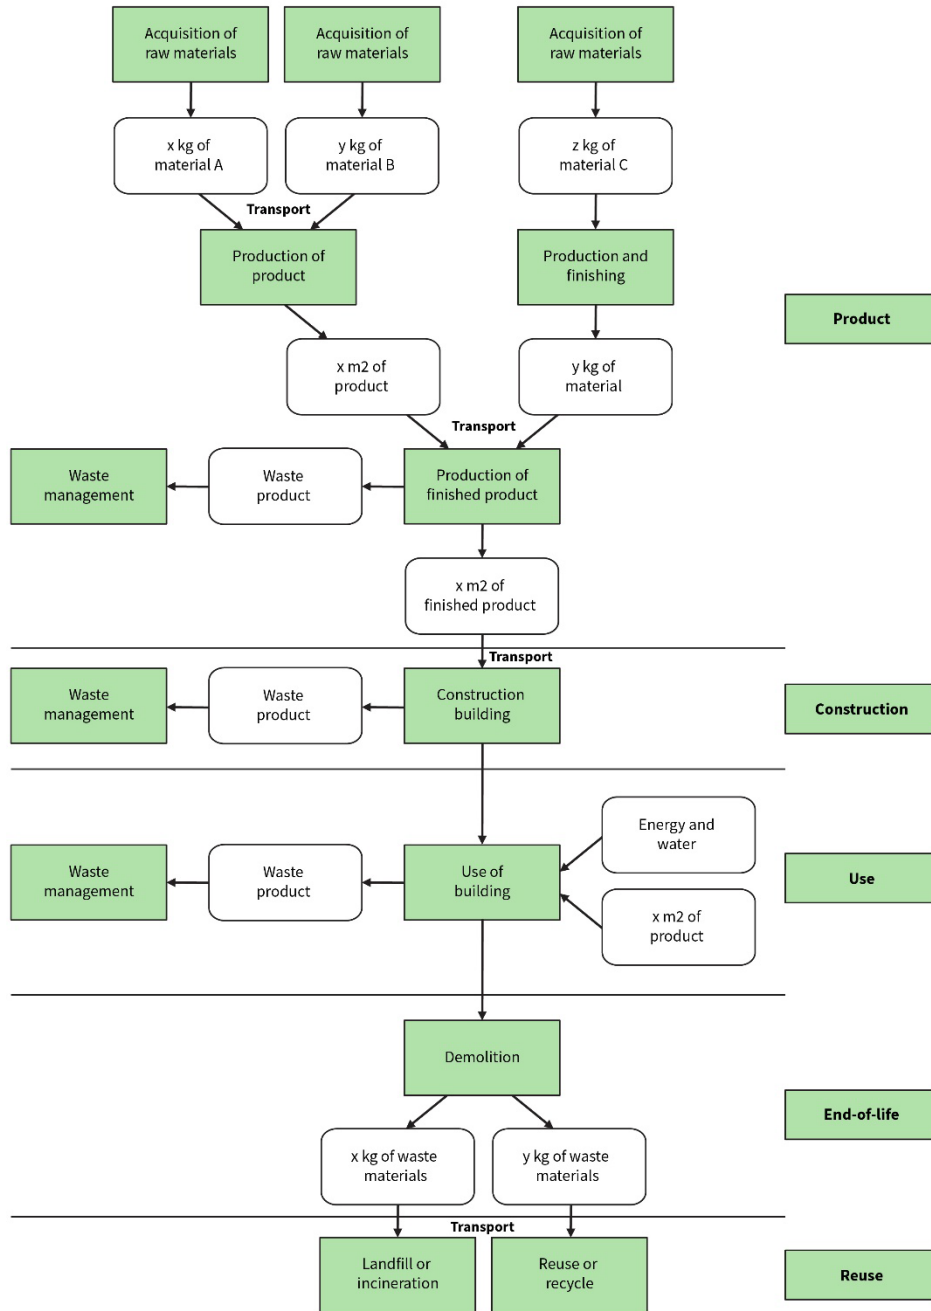 Acquisition of
raw materials
Acquisition of
raw materials
Acquisition of
raw materials
x kg of
material A
y kg of
material B
z kg of
material C
Transport
Production of
product
Production and
finishing
Product
x m2 of
product
y kg of
material
Transport
Waste
management
Waste
product
Production of
finished product
x m2 of
finished product
Transport
Waste
management
Waste
product
Construction
building
Construction
Energy and
water
Waste
management
Waste
product
Use of
building
Use
x m2 of
product
Demolition
End-of-life
x kg of waste
materials
y kg of waste
materials
Transport
Landfill or
incineration
Reuse or
recycle
Reuse